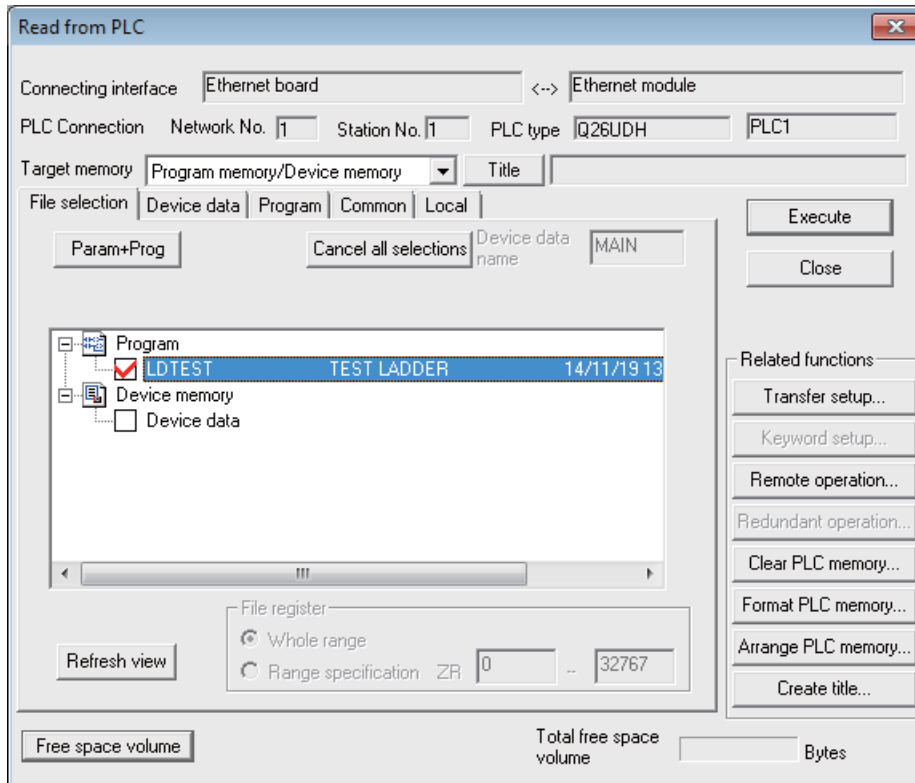 Read from PLC
Connecting interface Ethernet board <--> Ethernet module
PLC Connection Network No. 1 Station No. 1 PLC type Q26UDH PLC1
Target memory Program memory/Device memory Title
File selection Device data Program Common Local
Execute
Param+Prog Cancel all selections Device data name MAIN
Close
Program
LDTEST TEST LADDER 14/11/19 13
Device memory
Device data
Related functions
Transfer setup...
Keyword setup...
Remote operation...
Redundant operation...
Clear PLC memory...
Format PLC memory...
Arrange PLC memory...
Create title...
File register
Whole range
Range specification ZR 0 -- 32767
Refresh view
Free space volume
Total free space volume Bytes